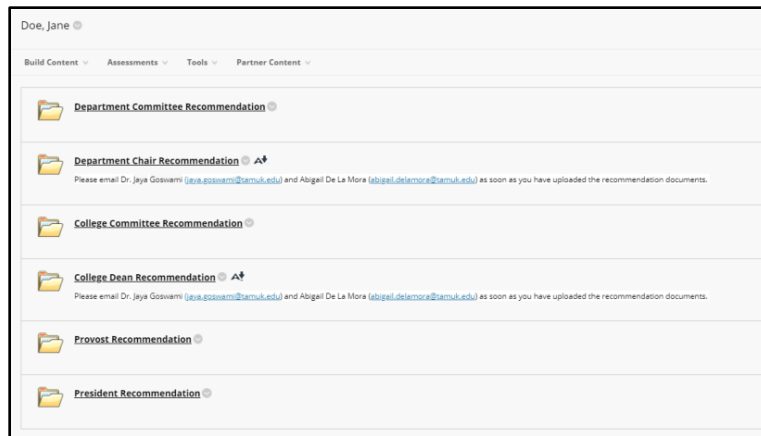 Doe, Jane
Build Content Assessments Tools Partner Content
Department Committee Recommendation
Department Chair Recommendation
Please email Dr. Jaya Goswami (jaya.goswami@tamuk.edu) and Abigail De La Mora (abigail.delamora@tamuk.edu) as soon as you have uploaded the recommendation documents.
College Committee Recommendation
College Dean Recommendation
Please email Dr. Jaya Goswami (jaya.goswami@tamuk.edu) and Abigail De La Mora (abigail.delamora@tamuk.edu) as soon as you have uploaded the recommendation documents.
Provost Recommendation
President Recommendation